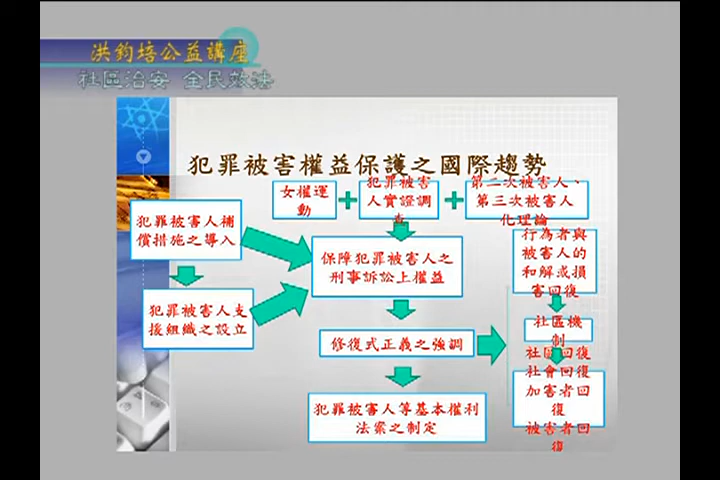 洪鈞培公益講座
社區治安 全民效法
犯罪被害權益保護之國際趨勢
女權運
動
犯罪被害
人實證調
查
第二次被害人、
第三次被害人
化理論
犯罪被害人補
償措施之導入
保障犯罪被害人之
刑事訴訟上權益
行為者與
被害人的
和解或損
害回復
犯罪被害人支
援組織之設立
修復式正義之強調
社區機
制
社區回復
社會回復
加害者回
復
被害者回
復
犯罪被害人等基本權利
法案之制定